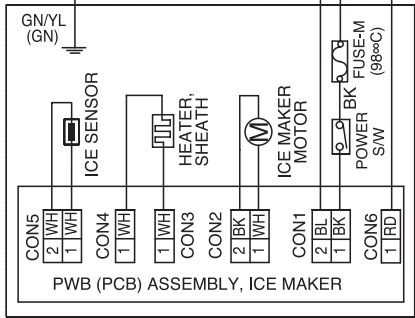 GN/YL
(GN)
ICE SENSOR
HEATER,
SHEATH
M
ICE MAKER
MOTOR
FUSE-M
(98∞C)
BK
POWER
S/W
CON5
2 WH
1 WH
CON4
1 WH
1 WH
CON3
CON2
2 BK
1 WH
CON1
2 BL
1 BK
CON6
1 RD
PWB (PCB) ASSEMBLY, ICE MAKER